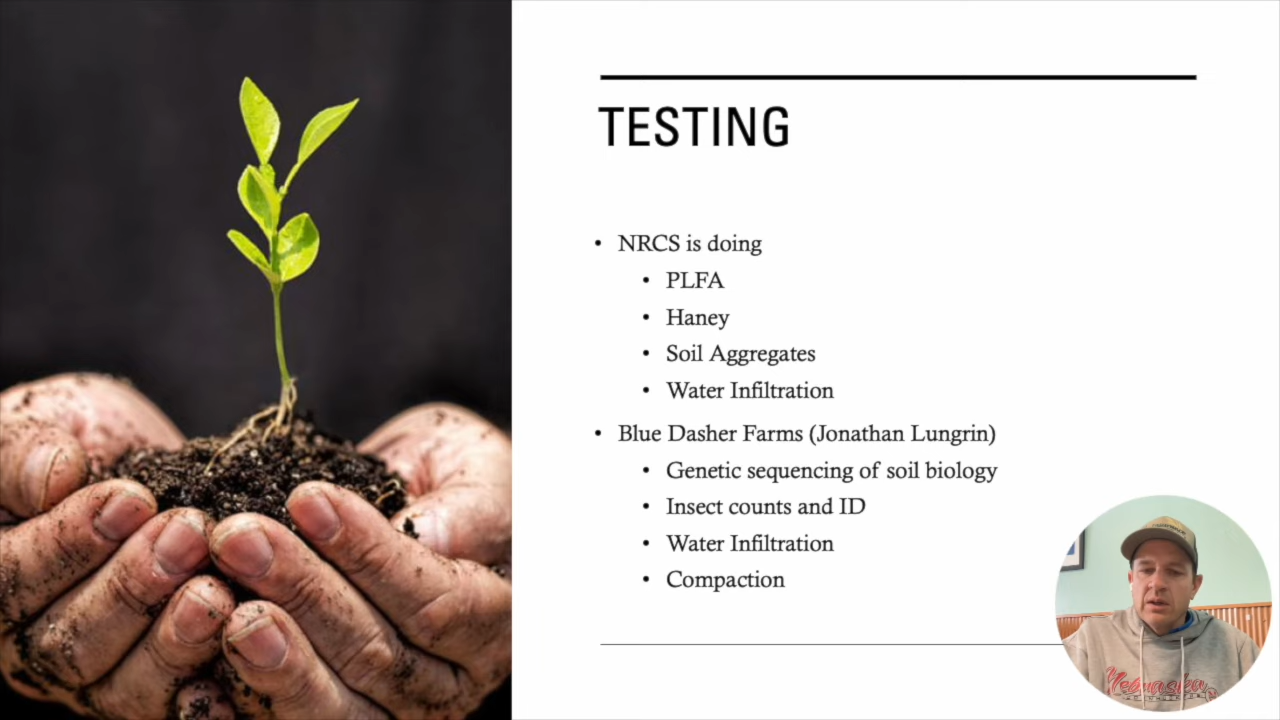 TESTING
• NRCS is doing
• PLFA
• Haney
• Soil Aggregates
• Water Infiltration
• Blue Dasher Farms (Jonathan Lungrin)
• Genetic sequencing of soil biology
• Insect counts and ID
• Water Infiltration
• Compaction
Nebraska